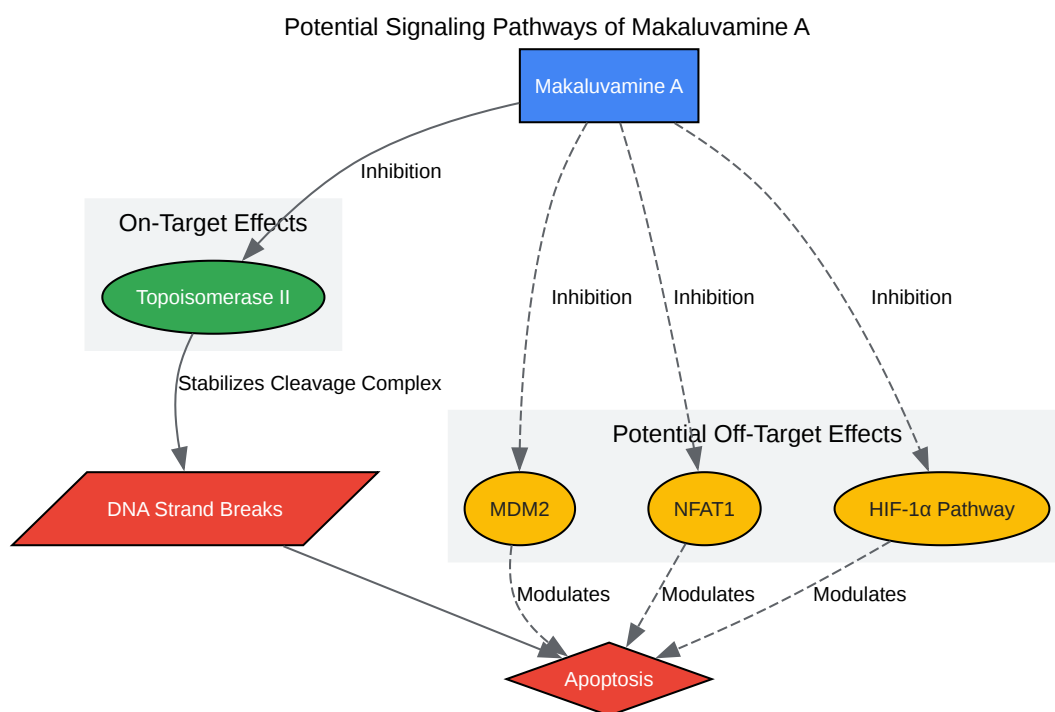 Potential Signaling Pathways of Makaluvamine A
Makaluvamine A
Inhibition
On-Target Effects
Topoisomerase II
Inhibition
Inhibition
Inhibition
Stabilizes Cleavage Complex
Potential Off-Target Effects
DNA Strand Breaks
MDM2
NFAT1
HIF-1α Pathway
Modulates
Modulates
Modulates
Apoptosis